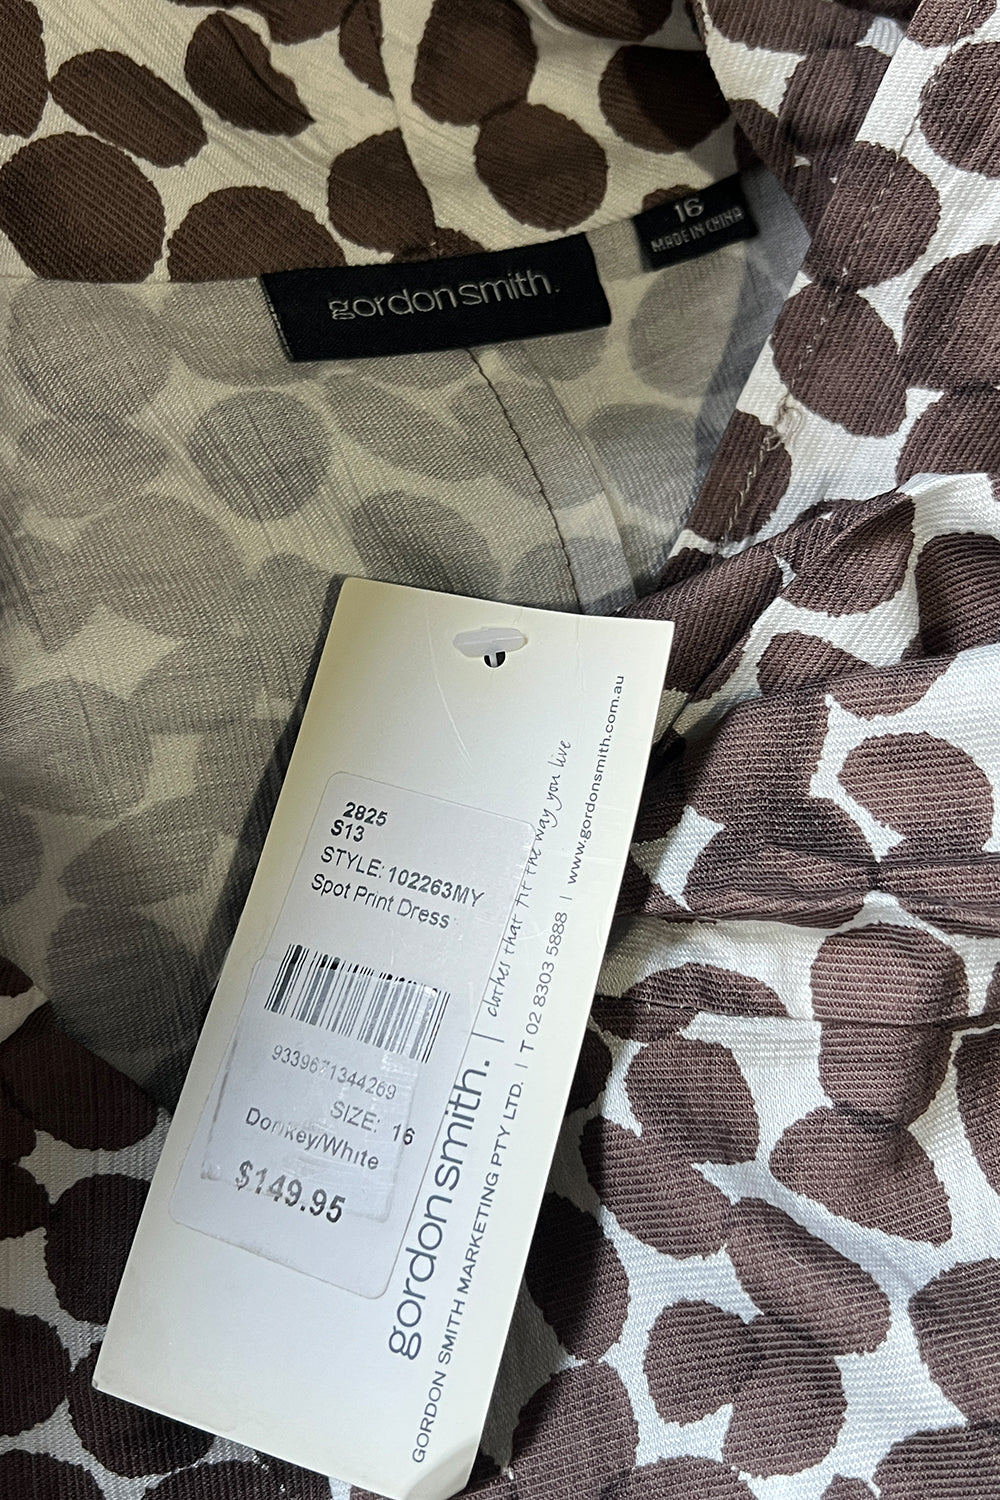 16
MADE IN CHINA
gordonsmith.
2825
S13
STYLE: 102263MY
Spot Print Dress
9339671344269
SIZE: 16
Donkey/White
$149.95
gordonsmith. | clothes that fit the way you live
GORDON SMITH MARKETING PTY LTD. | T 02 8303 5888 | www.gordonsmith.com.au